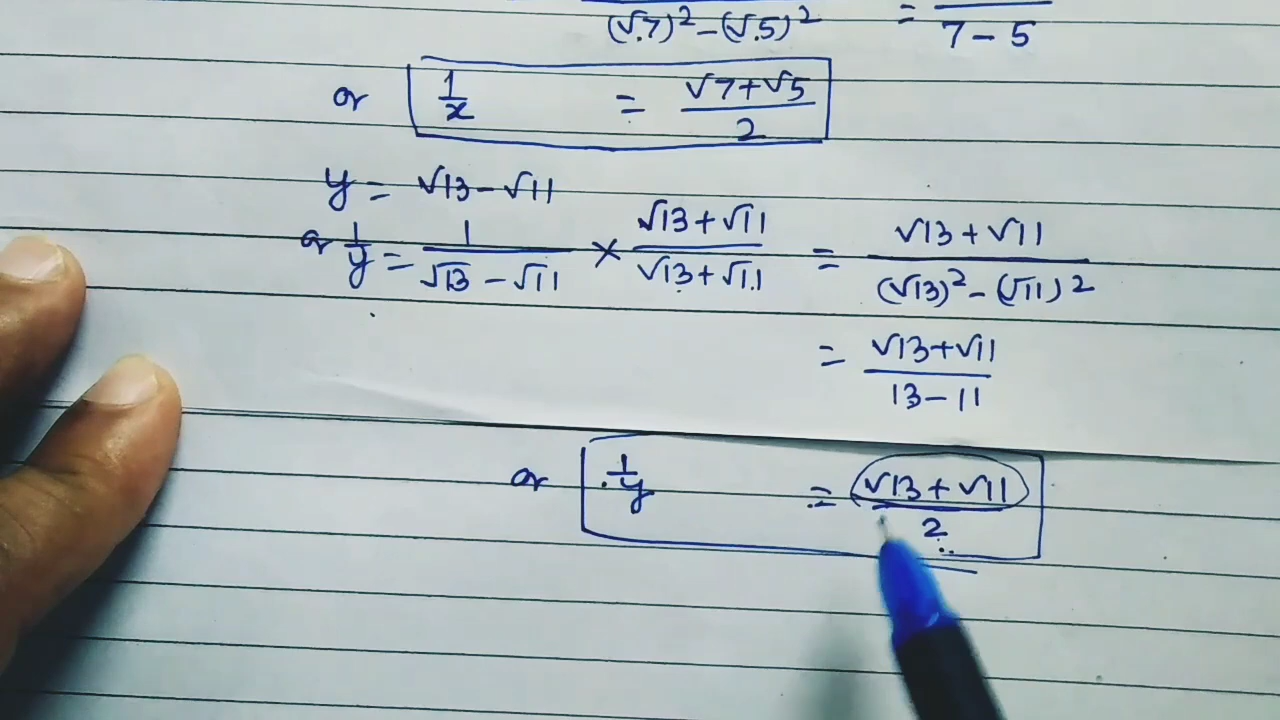 (√7)² - (√5)² = 7 - 5
or 1/x = (√7+√5)/2
y = √13 - √11
or 1/y = 1/(√13 - √11) × (√13 + √11)/(√13 + √11) = (√13 + √11)/((√13)² - (√11)²)
= (√13+√11)/(13 - 11)
or 1/y = (√13 + √11)/2